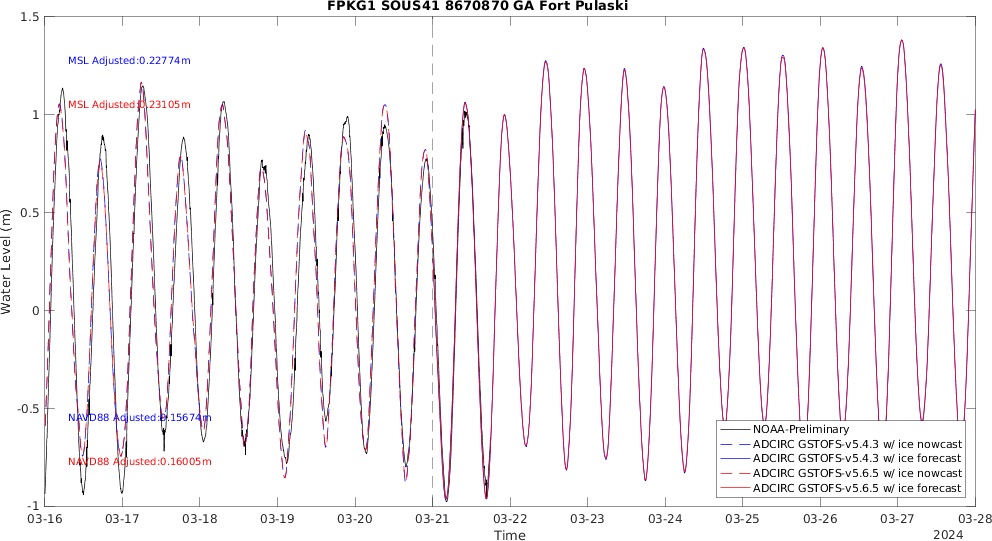 FPKG1 SOUS41 8670870 GA Fort Pulaski
1.5
MSL Adjusted:0.22774m
MSL Adjusted:0.23105m
1
0.5
Water Level (m)
0
-0.5
NAVD88 Adjusted:0.15674m
NAVD88 Adjusted:0.16005m
-1
NOAA-Preliminary
ADCIRC GSTOFS-v5.4.3 w/ ice nowcast
ADCIRC GSTOFS-v5.4.3 w/ ice forecast
ADCIRC GSTOFS-v5.6.5 w/ ice nowcast
ADCIRC GSTOFS-v5.6.5 w/ ice forecast
03-16 03-17 03-18 03-19 03-20 03-21 03-22 03-23 03-24 03-25 03-26 03-27 03-28
Time
2024